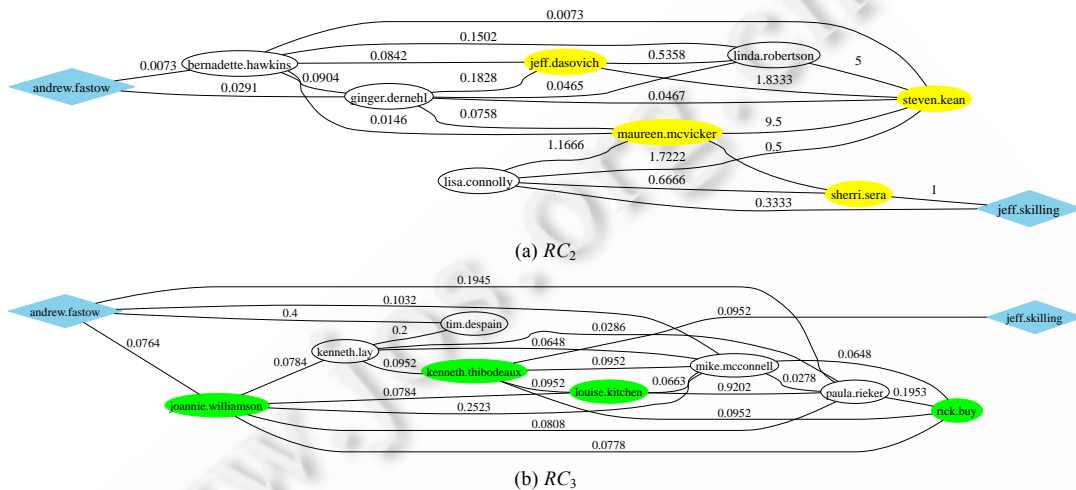 0.0073
0.1502
linda.robertson
bernadette.hawkins
0.0842
jeff.dasovich
0.5358
5
0.0073
andrew.fastow
0.0904
0.1828
0.0465
1.8333
0.0291
ginger.dernehl
0.0467
steven.kean
0.0146
0.0758
9.5
maureen.mcvicker
0.5
1.1666
1.7222
lisa.connolly
0.6666
sherri.sera
1
0.3333
jeff.skilling
(a) RC2
0.1945
andrew.fastow
0.1032
0.4
tim.despain
0.0952
jeff.skilling
0.2
0.0286
0.0764
kenneth.lay
0.0648
0.0784
0.0952
kenneth.thibodeaux
0.0952
mike.mcconnell
0.0648
0.0952
0.0663
0.0278
joannie.williamson
0.0784
louise.kitchen
0.9202
paula.rieker
0.1953
rick.buy
0.2523
0.0952
0.0808
0.0778
(b) RC3
www.jos.org.cn